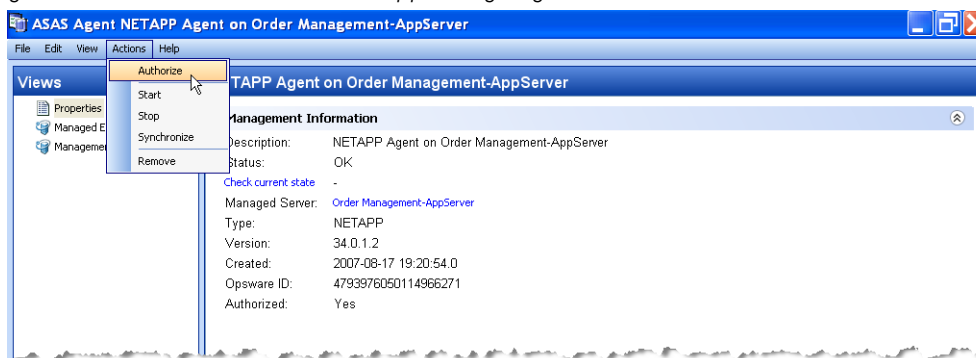 ASAS Agent NETAPP Agent on Order Management-AppServer
File Edit View Actions Help
Authorize
Start
Stop
Synchronize
Remove
Views
Properties
Managed E
Managemen
TAPP Agent on Order Management-AppServer
Management Information
Description: NETAPP Agent on Order Management-AppServer
Status: OK
Check current state -
Managed Server: Order Management-AppServer
Type: NETAPP
Version: 34.0.1.2
Created: 2007-08-17 19:20:54.0
Opsware ID: 4793976050114966271
Authorized: Yes